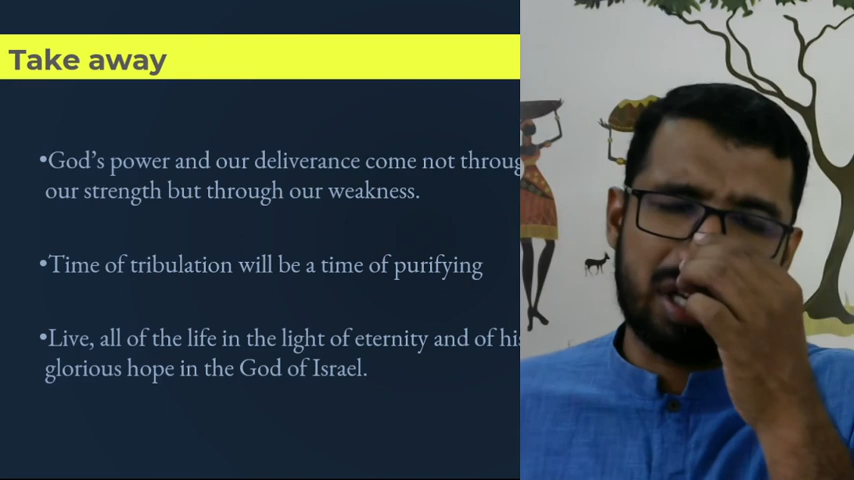 Take away
•God’s power and our deliverance come not
our strength but through our weakness.
•Time of tribulation will be a time of purifying
•Live, all of the life in the light of eternity and of
glorious hope in the God of Israel.